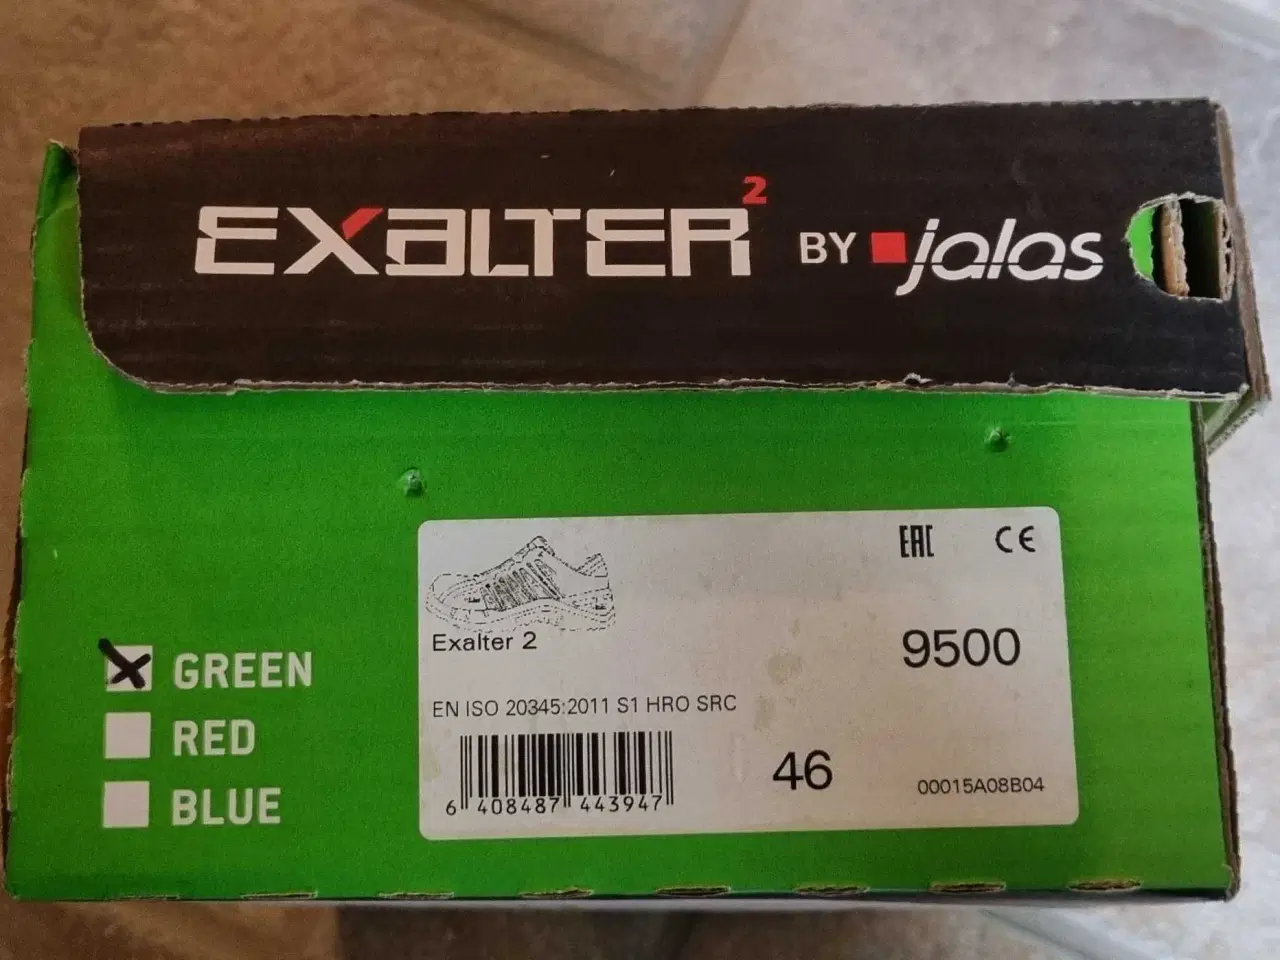 EXALTER² BY jalas
EAC CE
Exalter 2
9500
EN ISO 20345:2011 S1 HRO SRC
GREEN
RED
BLUE
6 408487 443947
46
00015A08B04